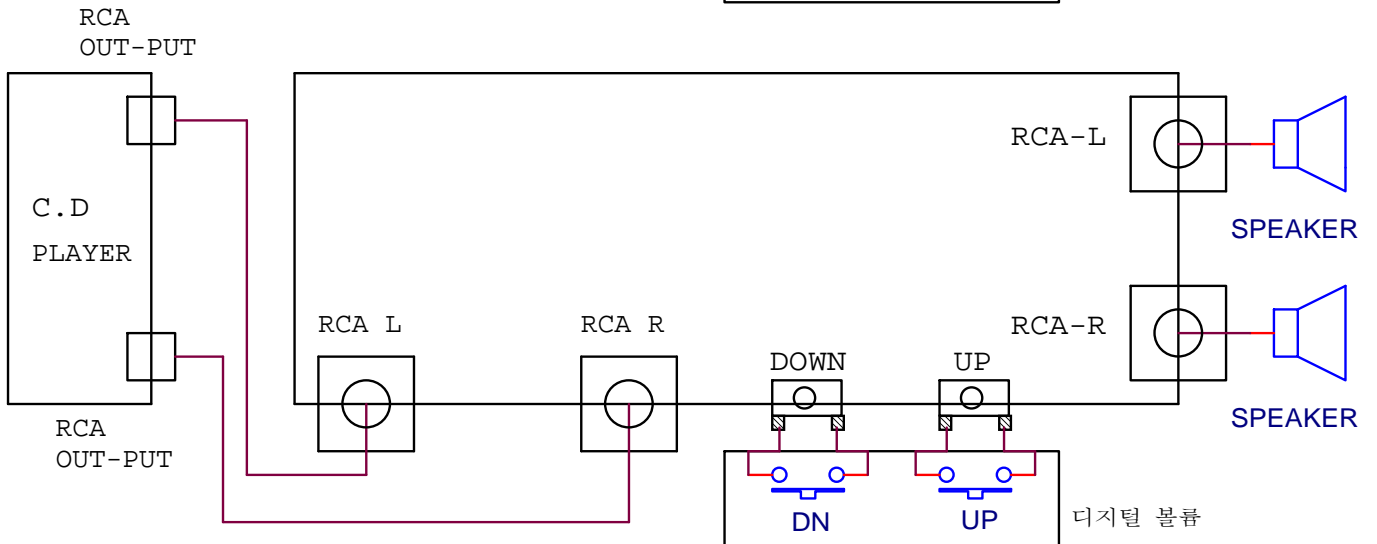 RCA
OUT-PUT
C.D
PLAYER
RCA
OUT-PUT
RCA L
RCA R
DOWN
UP
RCA-L
SPEAKER
RCA-R
SPEAKER
DN
UP
디지털 볼륨